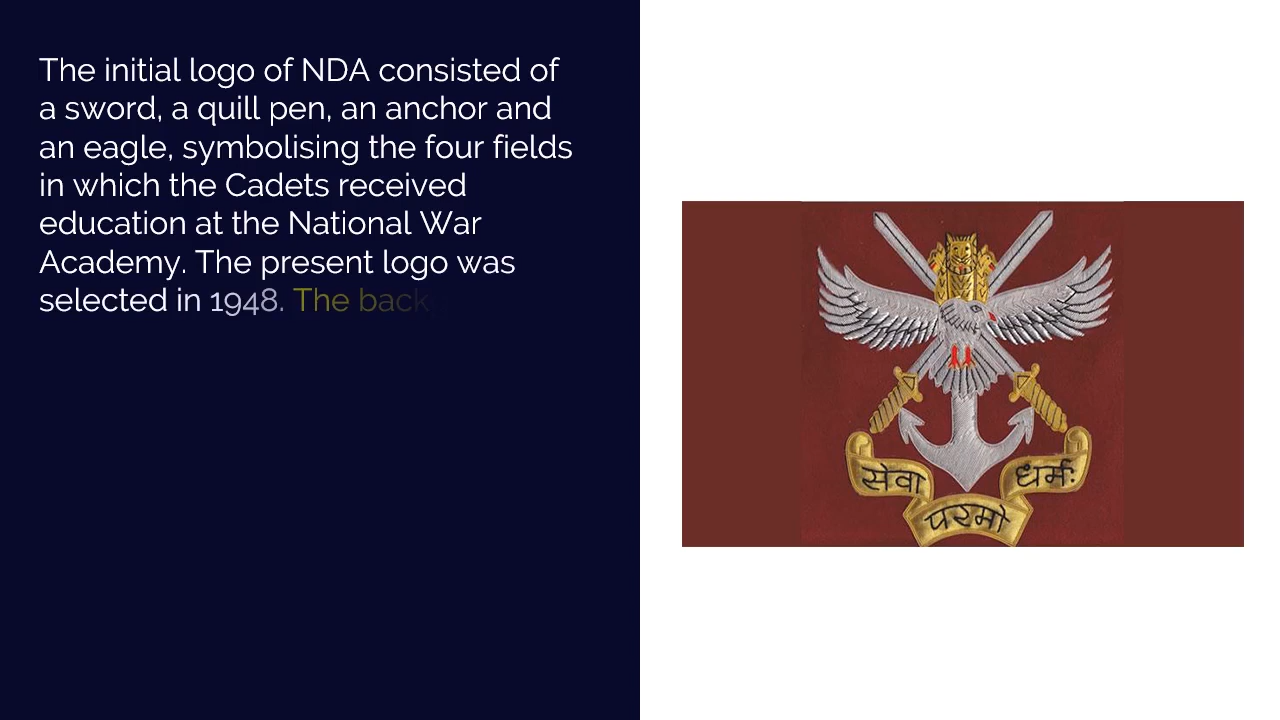 The initial logo of NDA consisted of
a sword, a quill pen, an anchor and
an eagle, symbolising the four fields
in which the Cadets received
education at the National War
Academy. The present logo was
selected in 1948. The back
सेवा
परमो
धर्मः